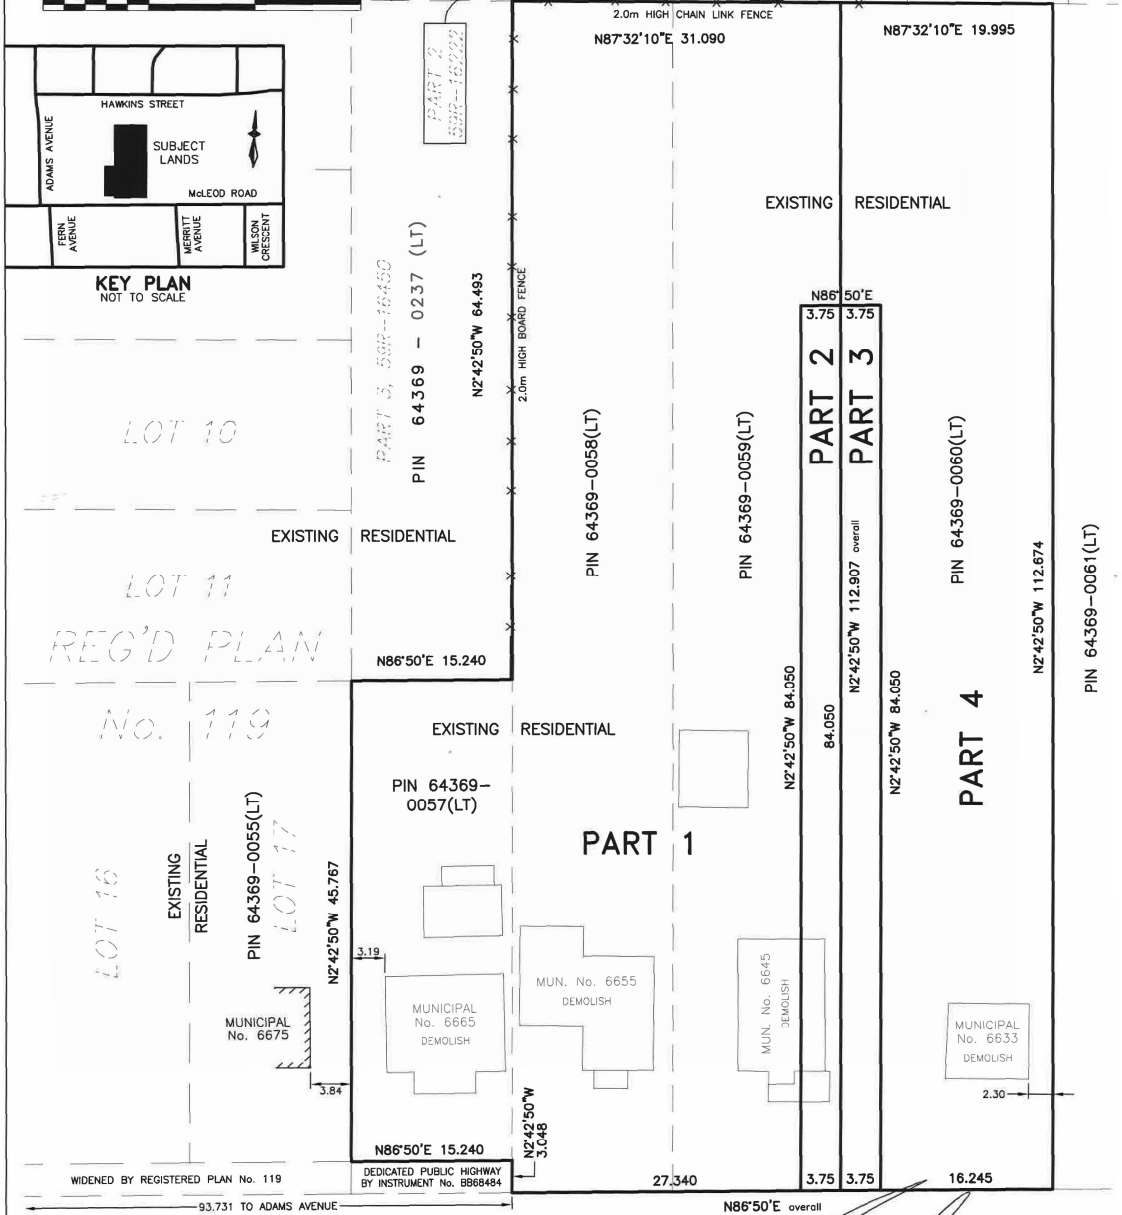 2.0m HIGH CHAIN LINK FENCE
N87°32'10"E 31.090
N87°32'10"E 19.995
PART 2
59R-16222
HAWKINS STREET
ADAMS AVENUE
SUBJECT
LANDS
McLEOD ROAD
FERN
AVENUE
MERRITT
AVENUE
WILSON
CRESCENT
KEY PLAN
NOT TO SCALE
EXISTING RESIDENTIAL
PART 3, 59R-16450
PIN 64369 - 0237 (LT)
N2°42'50"W 64.493
2.0m HIGH BOARD FENCE
N86°50'E
3.75 3.75
PART 2
PART 3
LOT 10
PIN 64369-0058(LT)
PIN 64369-0059(LT)
PIN 64369-0060(LT)
PIN 64369-0061(LT)
EXISTING RESIDENTIAL
LOT 11
REG'D PLAN
No. 119
N86°50'E 15.240
N2°42'50"W 112.907 overall
N2°42'50"W 112.674
N2°42'50"W 84.050
84.050
N2°42'50"W 84.050
PART 4
EXISTING RESIDENTIAL
PIN 64369-
0057(LT)
PART 1
LOT 16
EXISTING
RESIDENTIAL
PIN 64369-0055(LT)
LOT 17
N2°42'50"W 45.767
3.19
MUNICIPAL
No. 6675
3.84
MUNICIPAL
No. 6665
DEMOLISH
MUN. No. 6655
DEMOLISH
MUN. No. 6645
DEMOLISH
MUNICIPAL
No. 6633
DEMOLISH
2.30
N86°50'E 15.240
N2°42'50"W
3.048
WIDENED BY REGISTERED PLAN No. 119
DEDICATED PUBLIC HIGHWAY
BY INSTRUMENT No. BB68484
27.340
3.75 3.75
16.245
93.731 TO ADAMS AVENUE
N86°50'E overall